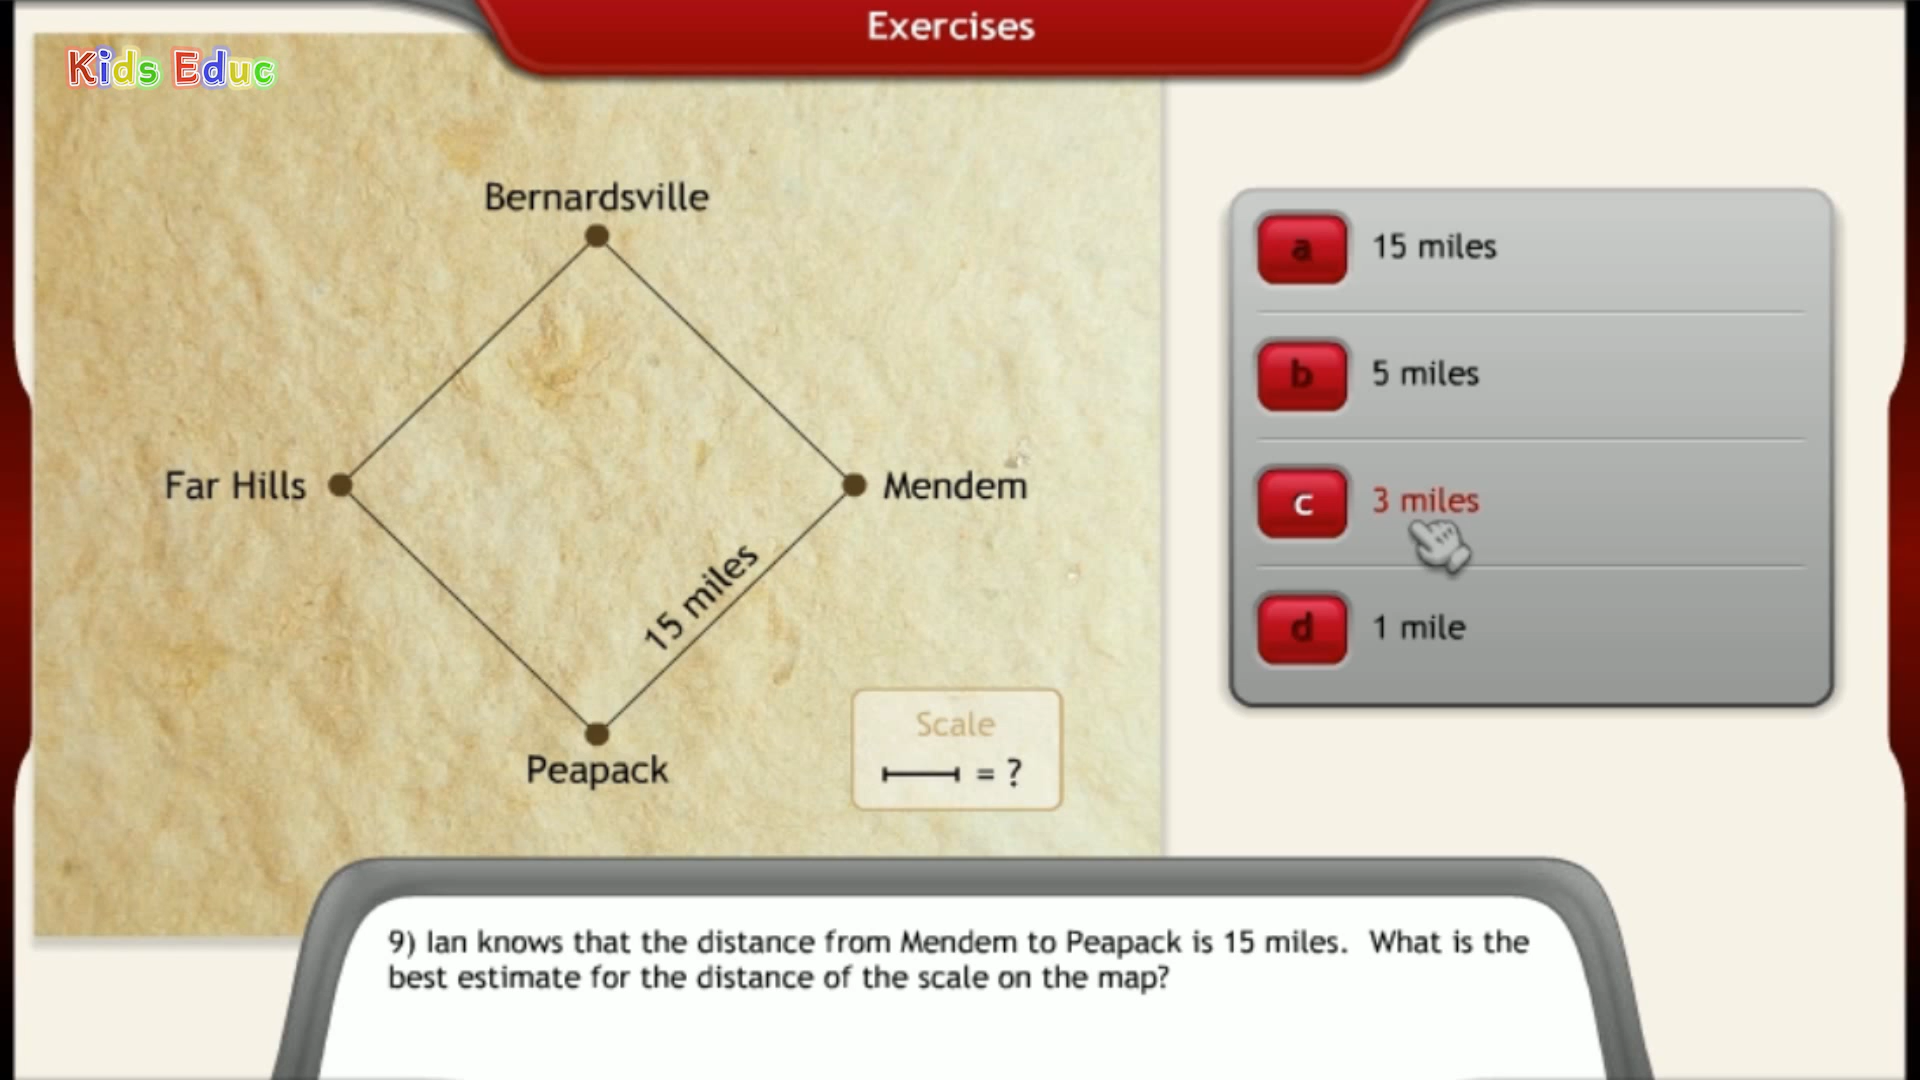 Exercises
Kids Educ
Bernardsville
Far Hills
Mendem
15 miles
Peapack
Scale
= ?
a 15 miles
b 5 miles
c 3 miles
d 1 mile
9) Ian knows that the distance from Mendem to Peapack is 15 miles. What is the
best estimate for the distance of the scale on the map?